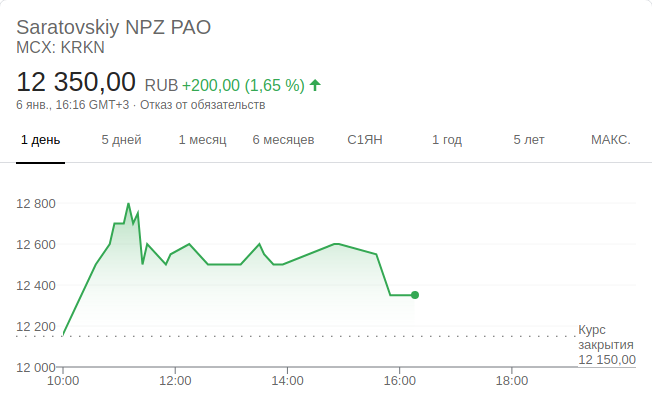 Saratovskiy NPZ PAO
MCX: KRKN
12 350,00 RUB +200,00 (1,65 %)
6 янв., 16:16 GMT+3 · Отказ от обязательств
1 день 5 дней 1 месяц 6 месяцев С1ЯН 1 год 5 лет МАКС.
12 800
12 600
12 400
12 200
12 000
Курс
закрытия
12 150,00
10:00 12:00 14:00 16:00 18:00